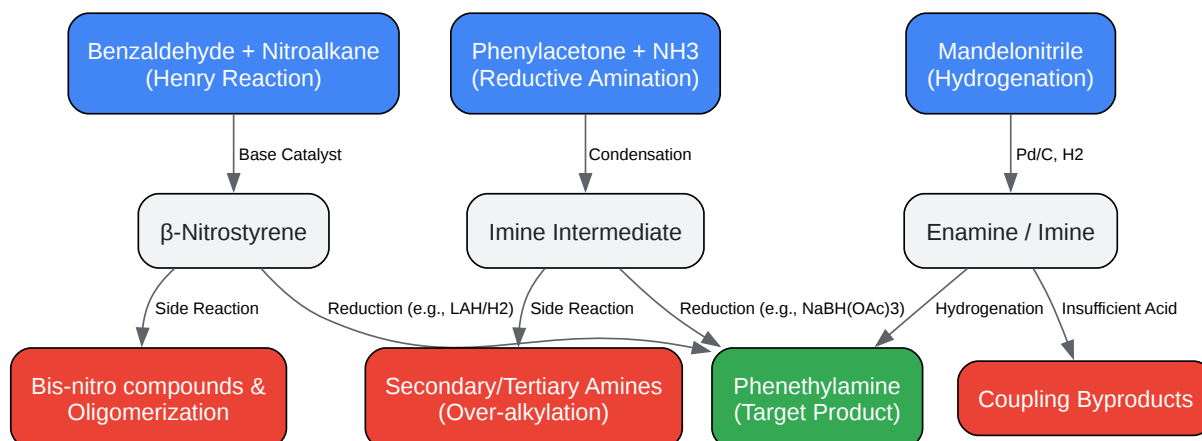 Benzaldehyde + Nitroalkane
(Henry Reaction)
Phenylacetone + NH3
(Reductive Amination)
Mandelonitrile
(Hydrogenation)
Base Catalyst
Condensation
Pd/C, H2
β-Nitrostyrene
Imine Intermediate
Enamine / Imine
Side Reaction
Reduction (e.g., LAH/H2)
Side Reaction
Reduction (e.g., NaBH(OAc)3)
Hydrogenation
Insufficient Acid
Bis-nitro compounds &
Oligomerization
Secondary/Tertiary Amines
(Over-alkylation)
Phenethylamine
(Target Product)
Coupling Byproducts